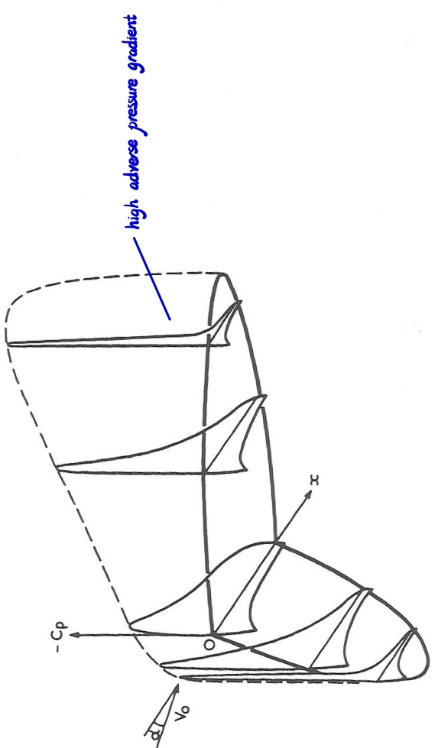 high adverse pressure gradient
x
- Cp
O
α
V₀